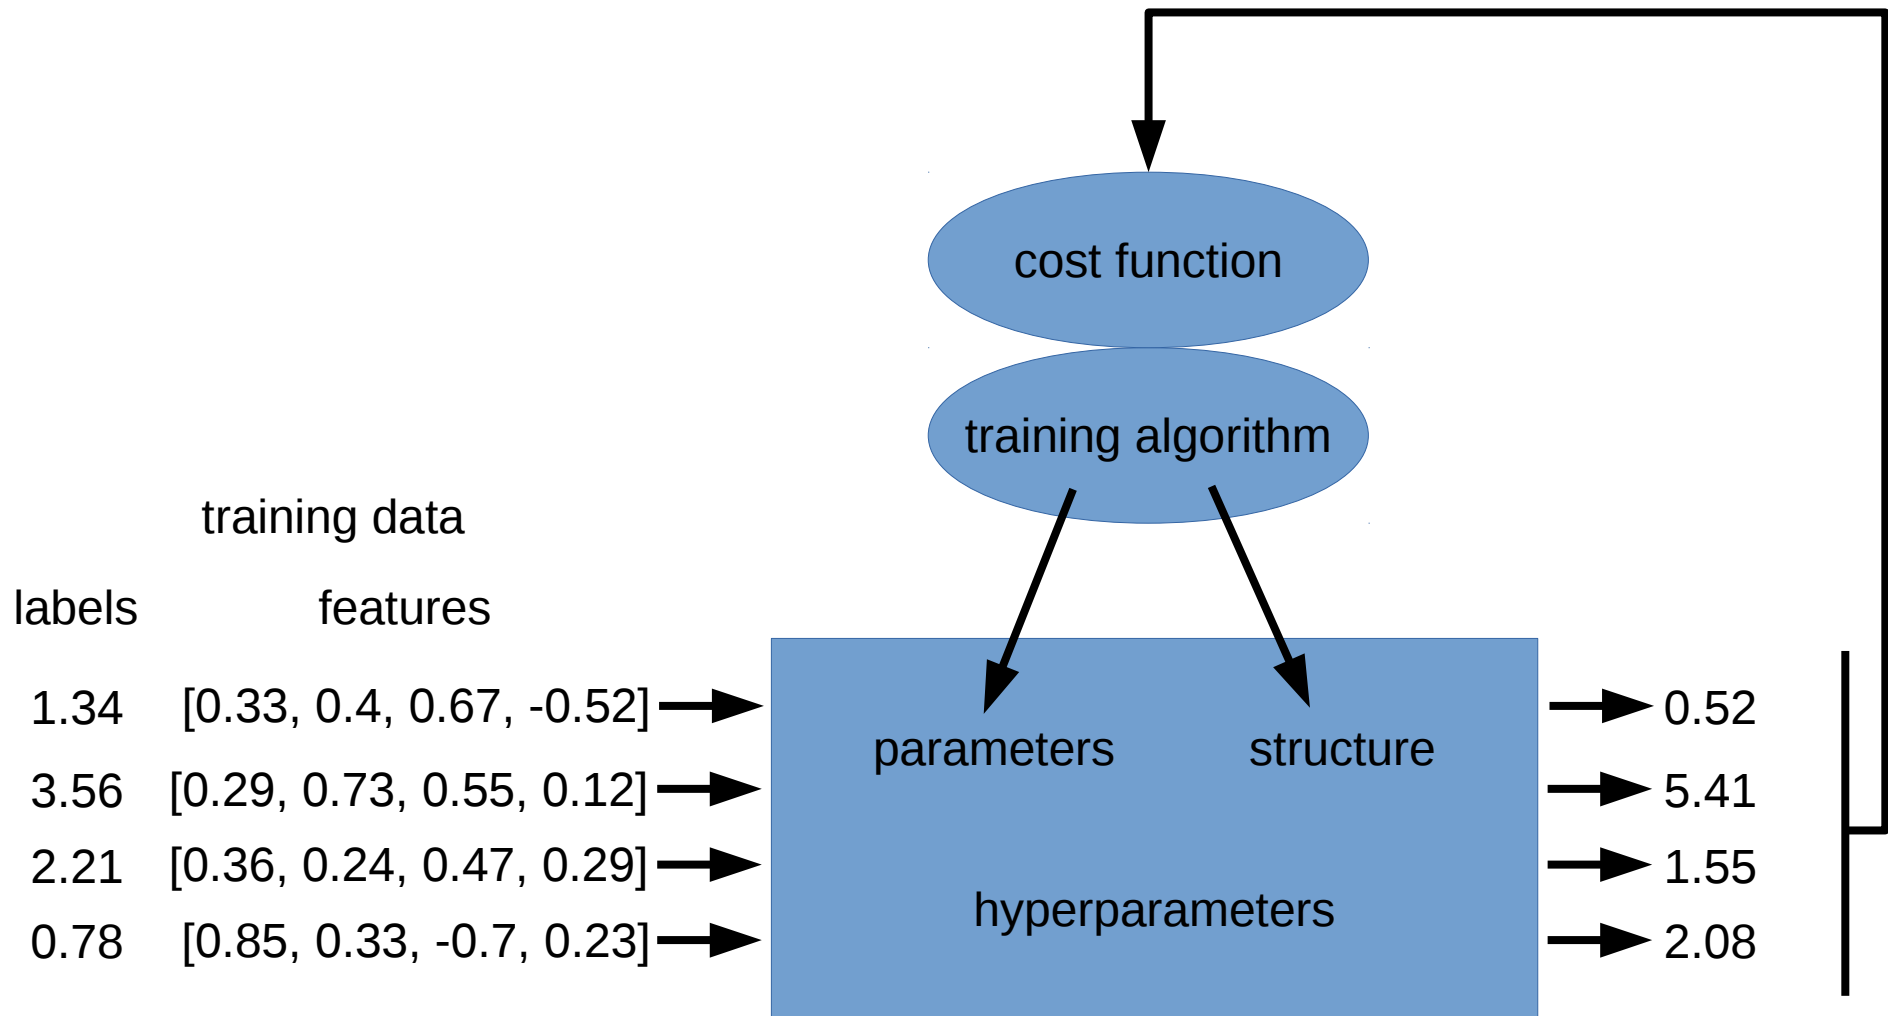 cost function
training algorithm
training data
labels features
1.34 [0.33, 0.4, 0.67, -0.52] 0.52
parameters structure
3.56 [0.29, 0.73, 0.55, 0.12] 5.41
2.21 [0.36, 0.24, 0.47, 0.29] 1.55
hyperparameters
0.78 [0.85, 0.33, -0.7, 0.23] 2.08